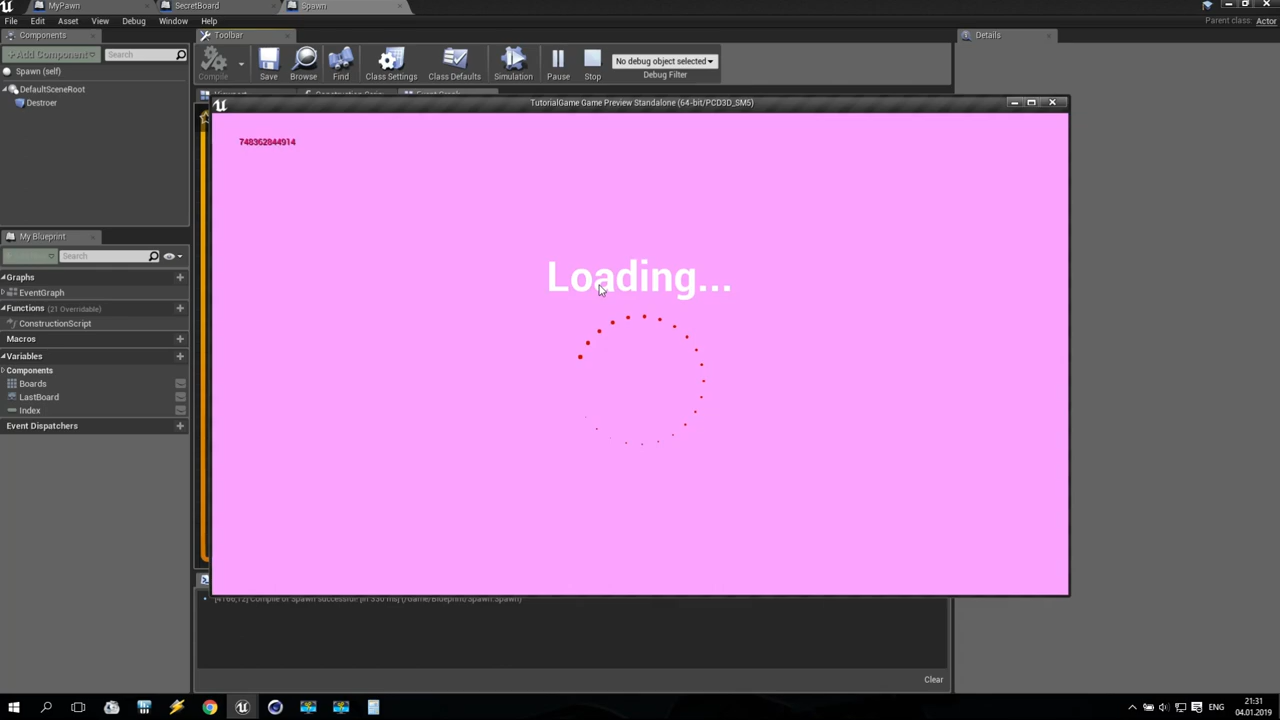 MyPawn
SecretBoard
Spawn
File Edit Asset View Debug Window Help
Parent class: Actor
Components
Toolbar
Details
+Add Component
Search
Compile
Save
Browse
Find
Class Settings
Class Defaults
Simulation
Pause
Stop
No debug object selected
Debug Filter
Spawn (self)
DefaultSceneRoot
Destroer
TutorialGame Game Preview Standalone (64-bit/PCD3D_SM5)
748362844914
Loading...
My Blueprint
Search
Graphs
EventGraph
Functions (21 Overridable)
ConstructionScript
Macros
Variables
Components
Boards
LastBoard
Index
Event Dispatchers
Clear
ENG
21:31
04.01.2019